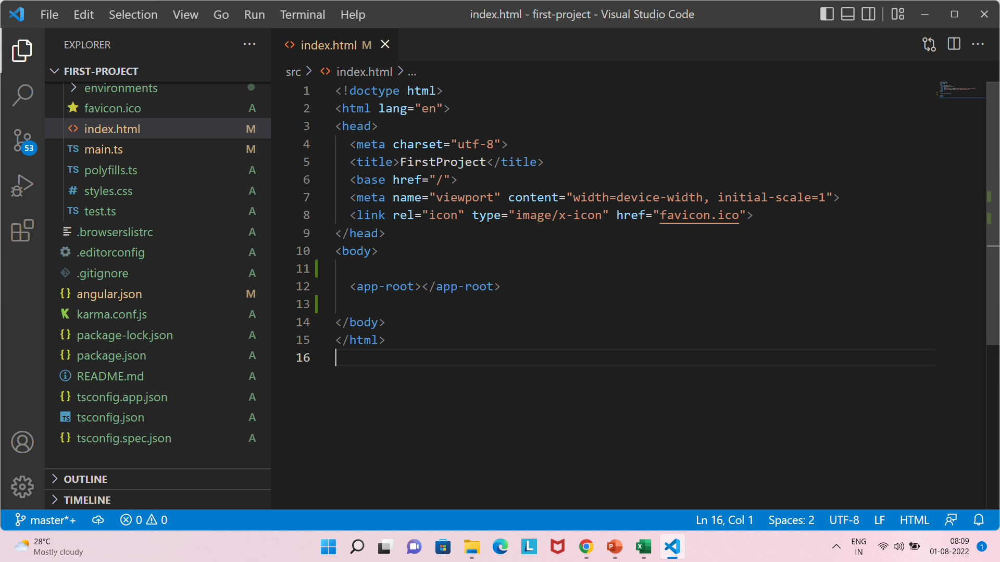 File Edit Selection View Go Run Terminal Help
index.html - first-project - Visual Studio Code
EXPLORER
FIRST-PROJECT
environments
favicon.ico A
index.html M
TS main.ts M
TS polyfills.ts A
# styles.css A
TS test.ts A
.browserslistrc A
.editorconfig A
.gitignore A
{} angular.json M
K karma.conf.js A
{} package-lock.json A
{} package.json A
README.md A
{} tsconfig.app.json A
TS tsconfig.json A
{} tsconfig.spec.json A
OUTLINE
TIMELINE
53
<> index.html M
src > <> index.html > ...
1 <!doctype html>
2 <html lang="en">
3 <head>
4 <meta charset="utf-8">
5 <title>FirstProject</title>
6 <base href="/">
7 <meta name="viewport" content="width=device-width, initial-scale=1">
8 <link rel="icon" type="image/x-icon" href="favicon.ico">
9 </head>
10 <body>
11
12 <app-root></app-root>
13
14 </body>
15 </html>
16
master*+ 0 0
Ln 16, Col 1 Spaces: 2 UTF-8 LF HTML
28°C
Mostly cloudy
L
P
X
ENG
IN
08:09
01-08-2022
1